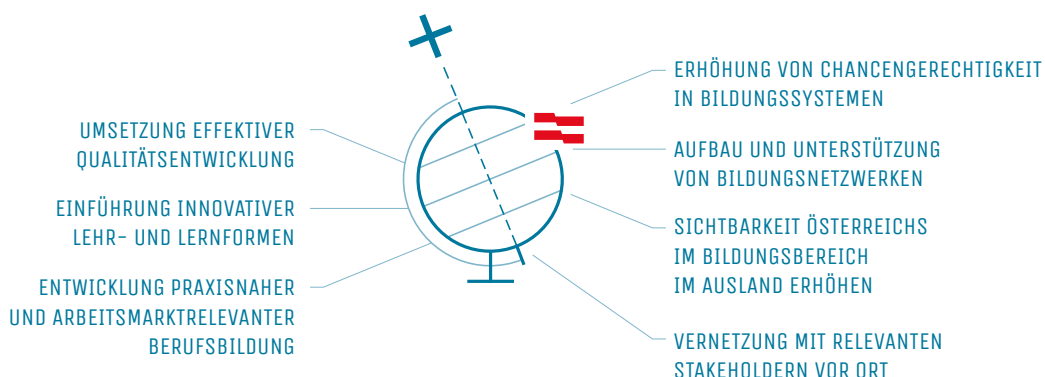 UMSETZUNG EFFEKTIVER
QUALITÄTSENTWICKLUNG
EINFÜHRUNG INNOVATIVER
LEHR- UND LERNFORMEN
ENTWICKLUNG PRAXISNAHER
UND ARBEITSMARKTRELEVANTER
BERUFSBILDUNG
ERHÖHUNG VON CHANCENGERECHTIGKEIT
IN BILDUNGSSYSTEMEN
AUFBAU UND UNTERSTÜTZUNG
VON BILDUNGSNETZWERKEN
SICHTBARKEIT ÖSTERREICHS
IM BILDUNGSBEREICH
IM AUSLAND ERHÖHEN
VERNETZUNG MIT RELEVANTEN
STAKEHOLDERN VOR ORT